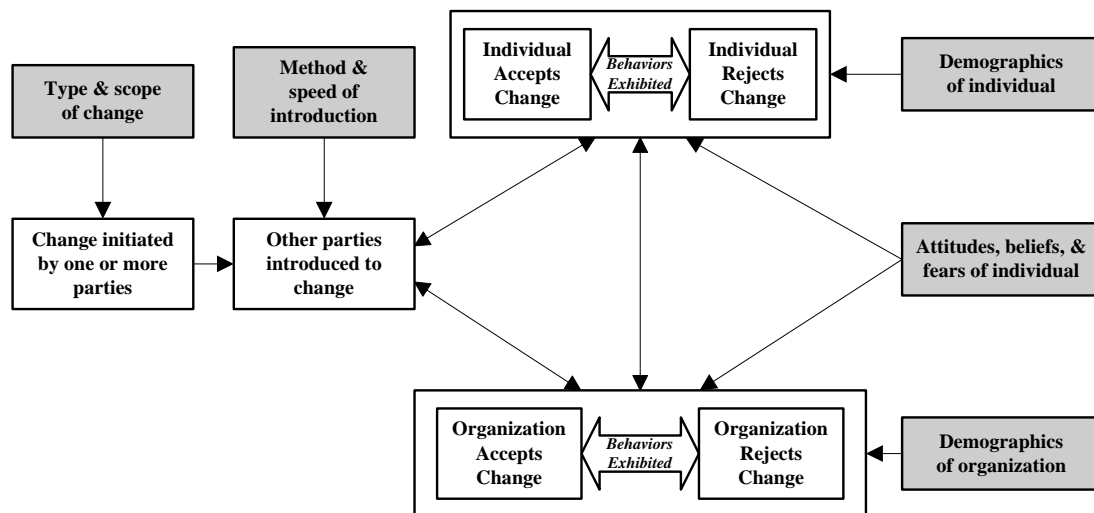 Type & scope
of change
Method &
speed of
introduction
Individual
Accepts
Change
Behaviors
Exhibited
Individual
Rejects
Change
Demographics
of individual
Change initiated
by one or more
parties
Other parties
introduced to
change
Attitudes, beliefs, &
fears of individual
Organization
Accepts
Change
Behaviors
Exhibited
Organization
Rejects
Change
Demographics
of organization